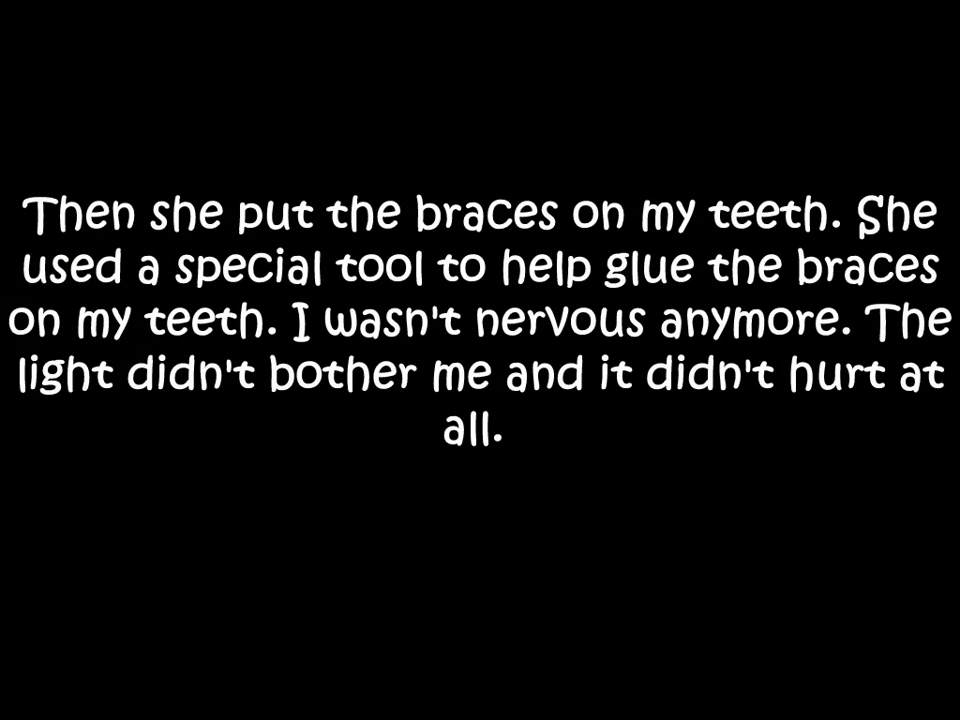 Then she put the braces on my teeth. She
used a special tool to help glue the braces
on my teeth. I wasn't nervous anymore. The
light didn't bother me and it didn't hurt at
all.